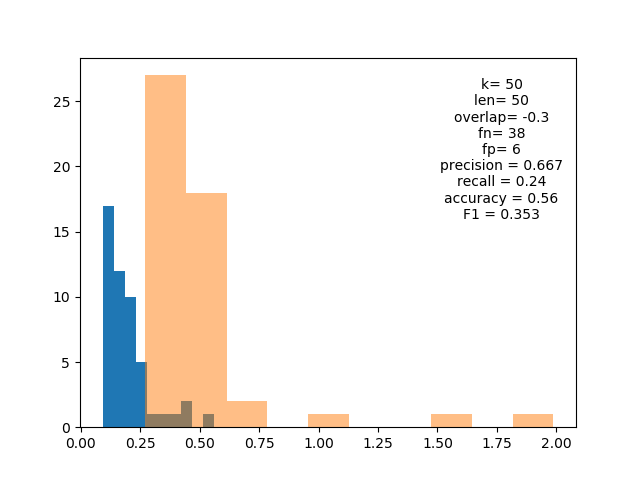 k= 50
len= 50
overlap= -0.3
fn= 38
fp= 6
precision = 0.667
recall = 0.24
accuracy = 0.56
F1 = 0.353
25
20
15
10
5
0
0.00 0.25 0.50 0.75 1.00 1.25 1.50 1.75 2.00